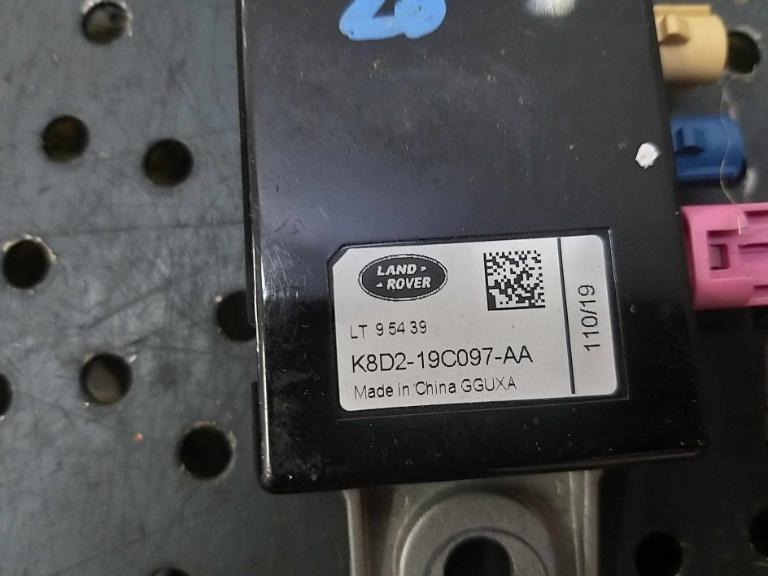 LAND-
-ROVER
LT 9 54 39
K8D2-19C097-AA
Made in China GGUXA
110/19